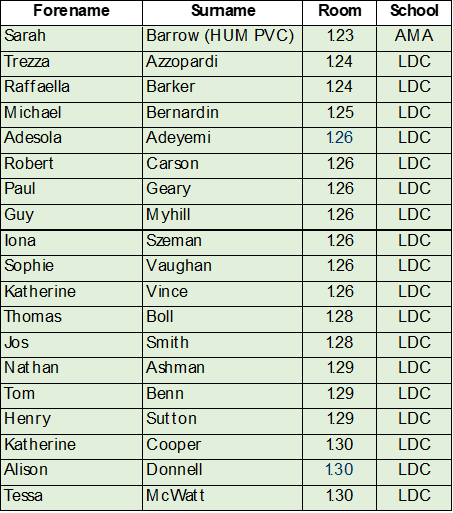 Forename Surname Room School
Sarah Barrow (HUM PVC) 1.23 AMA
Trezza Azzopardi 1.24 LDC
Raffaella Barker 1.24 LDC
Michael Bernardin 1.25 LDC
Adesola Adeyemi 1.26 LDC
Robert Carson 1.26 LDC
Paul Geary 1.26 LDC
Guy Myhill 1.26 LDC
Iona Szeman 1.26 LDC
Sophie Vaughan 1.26 LDC
Katherine Vince 1.26 LDC
Thomas Boll 1.28 LDC
Jos Smith 1.28 LDC
Nathan Ashman 1.29 LDC
Tom Benn 1.29 LDC
Henry Sutton 1.29 LDC
Katherine Cooper 1.30 LDC
Alison Donnell 1.30 LDC
Tessa McWatt 1.30 LDC